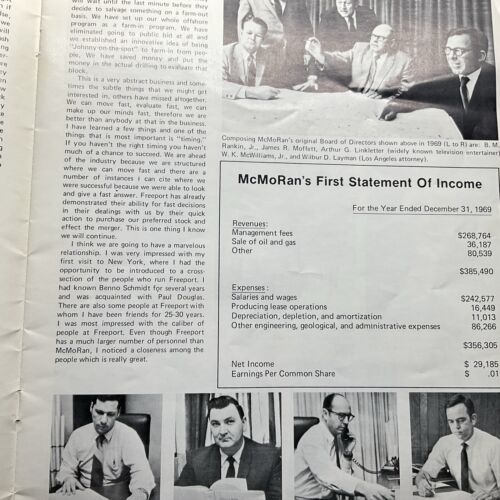 will wait until the last minute before they
decide to salvage something on a farm-out
basis. We have set up our whole offshore
program as a farm-in program. We have
eliminated going to public bid at all and
we established an innovative idea of being
"Johnny-on-the-spot" to farm-in from peo-
ple. We have saved money and put the
money in the actual drilling to evaluate that
block.
This is a very abstract business and some-
times the subtle things that we might get
interested in, others have missed altogether.
We can move fast, evaluate fast, we can
make up our minds fast, therefore we are
better than anybody at that in the business.
I have learned a few things and one of the
things that is most important is "timing."
If you haven't the right timing you haven't
much of a chance to succeed. We are ahead
of the industry because we are structured
where we can move fast and there are a
number of instances I can cite where we
were successful because we were able to look
and give a fast answer. Freeport has already
demonstrated their ability for fast decisions
in their dealings with us by their quick
action to purchase our preferred stock and
effect the merger. This is one thing I know
we will continue.
I think we are going to have a marvelous
relationship. I was very impressed with my
first visit to New York, where I had the
opportunity to be introduced to a cross-
section of the people who run Freeport. I
had known Benno Schmidt for several years
and was acquainted with Paul Douglas.
There are also some people at Freeport with
whom I have been friends for 25-30 years.
I was most impressed with the caliber of
people at Freeport. Even though Freeport
has a much larger number of personnel than
McMoRan, I noticed a closeness among the
people which is really great.
Composing McMoRan's original Board of Directors shown above in 1969 (L to R) are: B. M.
Rankin, Jr., James R. Moffett, Arthur G. Linkletter (widely known television entertainer)
W. K. McWilliams, Jr., and Wilbur D. Layman (Los Angeles attorney).
McMoRan's First Statement Of Income
For the Year Ended December 31, 1969
Revenues:
Management fees $268,764
Sale of oil and gas 36,187
Other 80,539
$385,490
Expenses:
Salaries and wages $242,577
Producing lease operations 16,449
Depreciation, depletion, and amortization 11,013
Other engineering, geological, and administrative expenses 86,266
$356,305
Net Income $ 29,185
Earnings Per Common Share $ .01